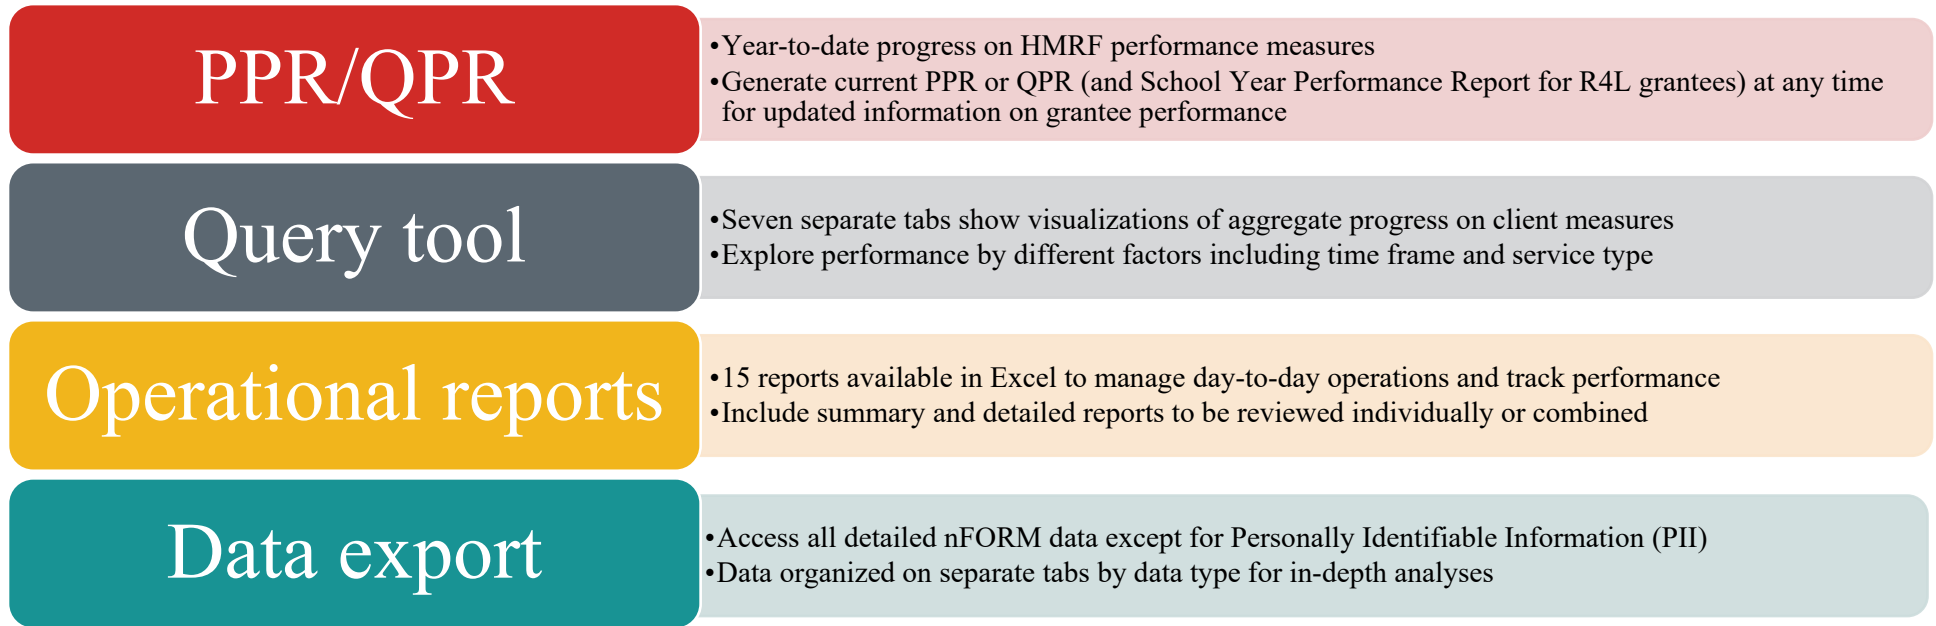 PPR/QPR
•Year-to-date progress on HMRF performance measures
•Generate current PPR or QPR (and School Year Performance Report for R4L grantees) at any time
for updated information on grantee performance
Query tool
•Seven separate tabs show visualizations of aggregate progress on client measures
•Explore performance by different factors including time frame and service type
Operational reports
•15 reports available in Excel to manage day-to-day operations and track performance
•Include summary and detailed reports to be reviewed individually or combined
Data export
•Access all detailed nFORM data except for Personally Identifiable Information (PII)
•Data organized on separate tabs by data type for in-depth analyses